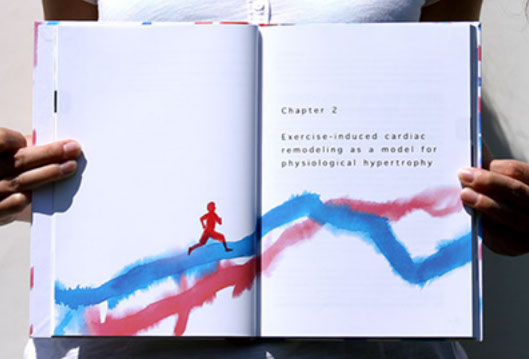 Chapter 2
Exercise-induced cardiac
remodeling as a model for
physiological hypertrophy